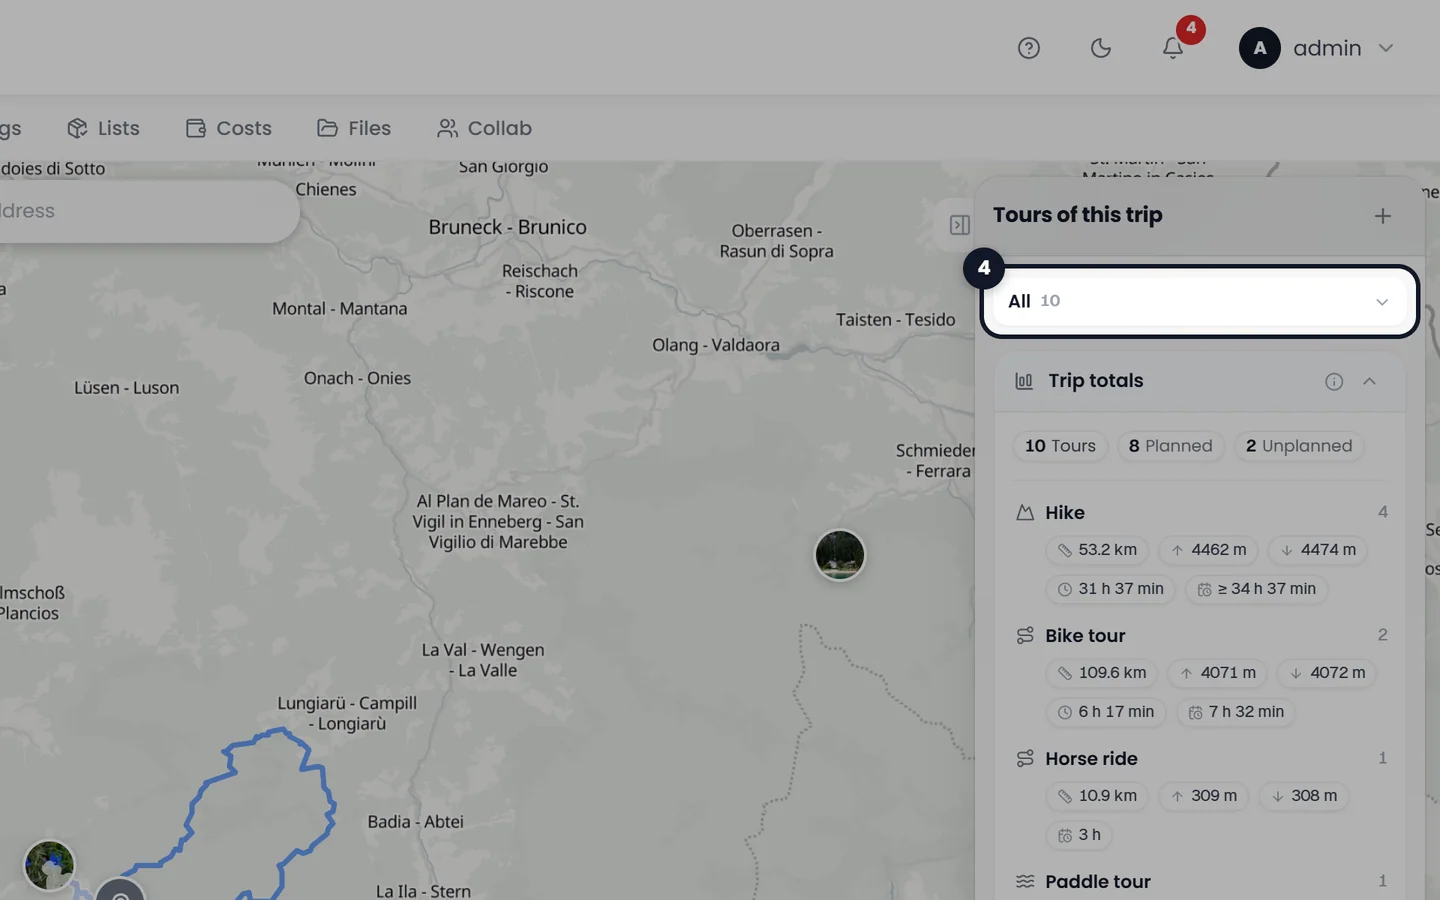 4
A admin
gs Lists Costs Files Collab
doies di Sotto
San Giorgio
Chienes
dress
Tours of this trip
Bruneck - Brunico
Oberrasen -
Rasun di Sopra
Reischach
- Riscone
4
All 10
Montal - Mantana
Taisten - Tesido
Olang - Valdaora
Onach - Onies
Lüsen - Luson
Trip totals
10 Tours 8 Planned 2 Unplanned
Schmieden
- Ferrara
Al Plan de Mareo - St.
Vigil in Enneberg - San
Vigilio di Marebbe
Hike 4
53.2 km 4462 m 4474 m
31 h 37 min ≥ 34 h 37 min
lmschoß
Plancios
Bike tour 2
La Val - Wengen
- La Valle
109.6 km 4071 m 4072 m
6 h 17 min 7 h 32 min
Lungiarü - Campill
- Longiarù
Horse ride 1
10.9 km 309 m 308 m
3 h
Badia - Abtei
La Ila - Stern
Paddle tour 1